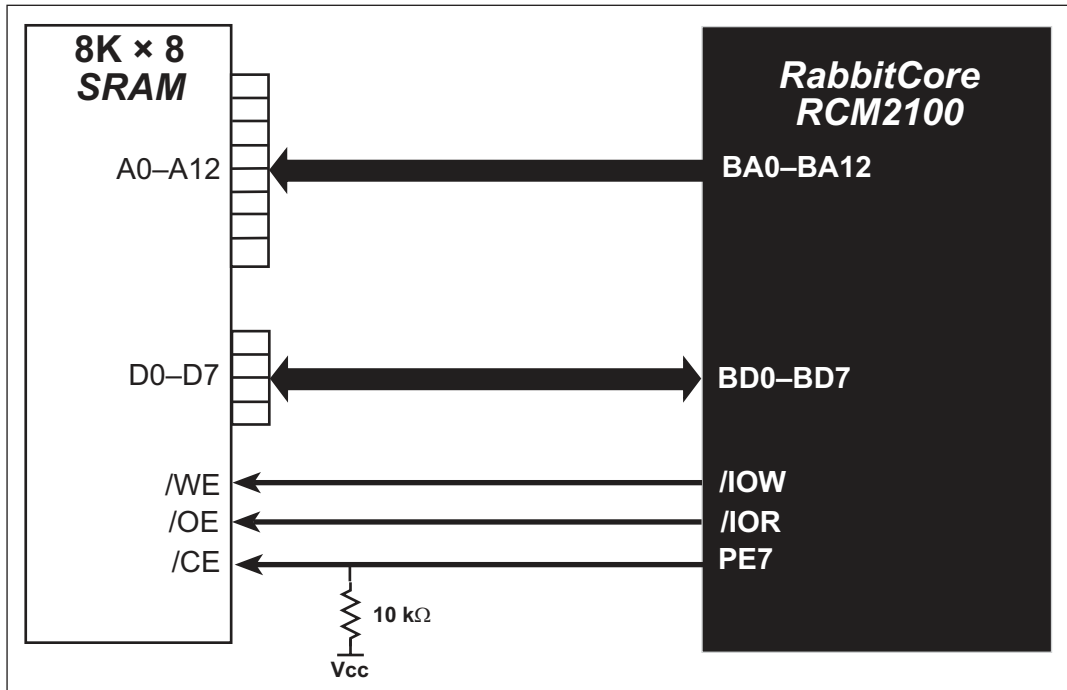 8K × 8
SRAM
RabbitCore
RCM2100
A0–A12
BA0–BA12
D0–D7
BD0–BD7
/WE
/IOW
/OE
/IOR
/CE
PE7
10 kΩ
Vcc